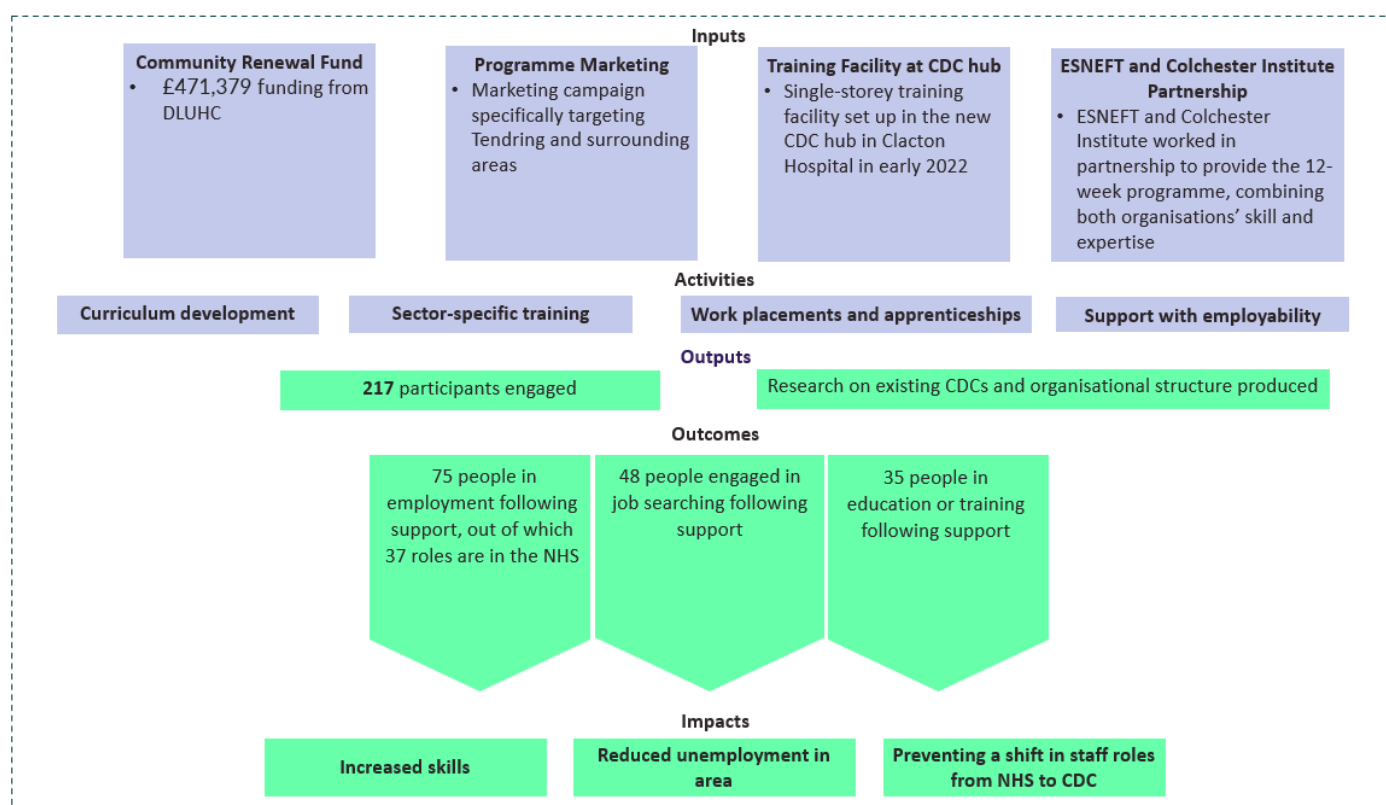 Inputs
Community Renewal Fund
• £471,379 funding from
DLUHC
Programme Marketing
• Marketing campaign
specifically targeting
Tendring and surrounding
areas
Training Facility at CDC hub
• Single-storey training
facility set up in the new
CDC hub in Clacton
Hospital in early 2022
ESNEFT and Colchester Institute
Partnership
• ESNEFT and Colchester
Institute worked in
partnership to provide the 12-
week programme, combining
both organisations’ skill and
expertise
Activities
Curriculum development
Sector-specific training
Work placements and apprenticeships
Support with employability
Outputs
217 participants engaged
Research on existing CDCs and organisational structure produced
Outcomes
75 people in
employment following
support, out of which
37 roles are in the NHS
48 people engaged in
job searching following
support
35 people in
education or training
following support
Impacts
Increased skills
Reduced unemployment in
area
Preventing a shift in staff roles
from NHS to CDC